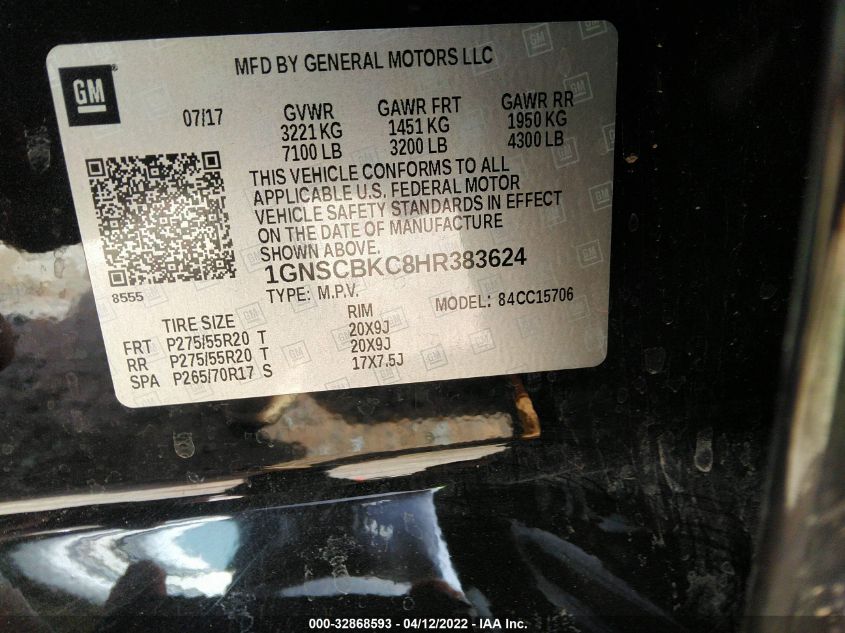 GM
MFD BY GENERAL MOTORS LLC
07/17 GVWR GAWR FRT GAWR RR
3221 KG 1451 KG 1950 KG
7100 LB 3200 LB 4300 LB
THIS VEHICLE CONFORMS TO ALL
APPLICABLE U.S. FEDERAL MOTOR
VEHICLE SAFETY STANDARDS IN EFFECT
ON THE DATE OF MANUFACTURE
SHOWN ABOVE.
1GNSCBKC8HR383624
8555
TYPE: M.P.V. MODEL: 84CC15706
TIRE SIZE RIM
FRT P275/55R20 T 20X9J
RR P275/55R20 T 20X9J
SPA P265/70R17 S 17X7.5J
000-32868593 - 04/12/2022 - IAA Inc.